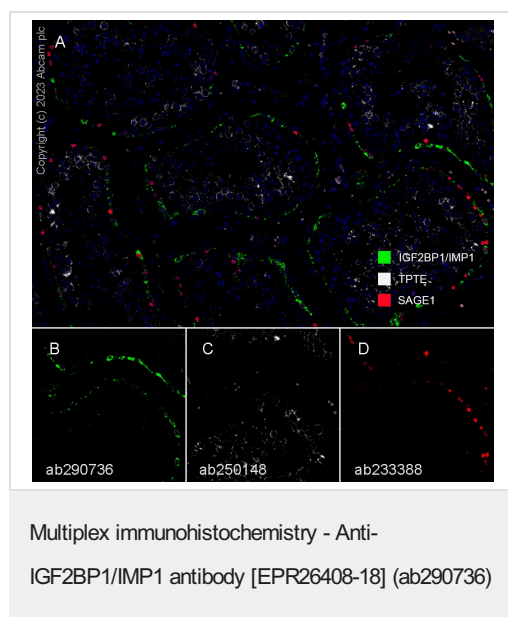 A
Copyright (c) 2023 Abcam plc
IGF2BP1/IMP1
TPTE
SAGE1
B
C
D
ab290736
ab250148
ab233388
Multiplex immunohistochemistry - Anti-
IGF2BP1/IMP1 antibody [EPR26408-18] (ab290736)